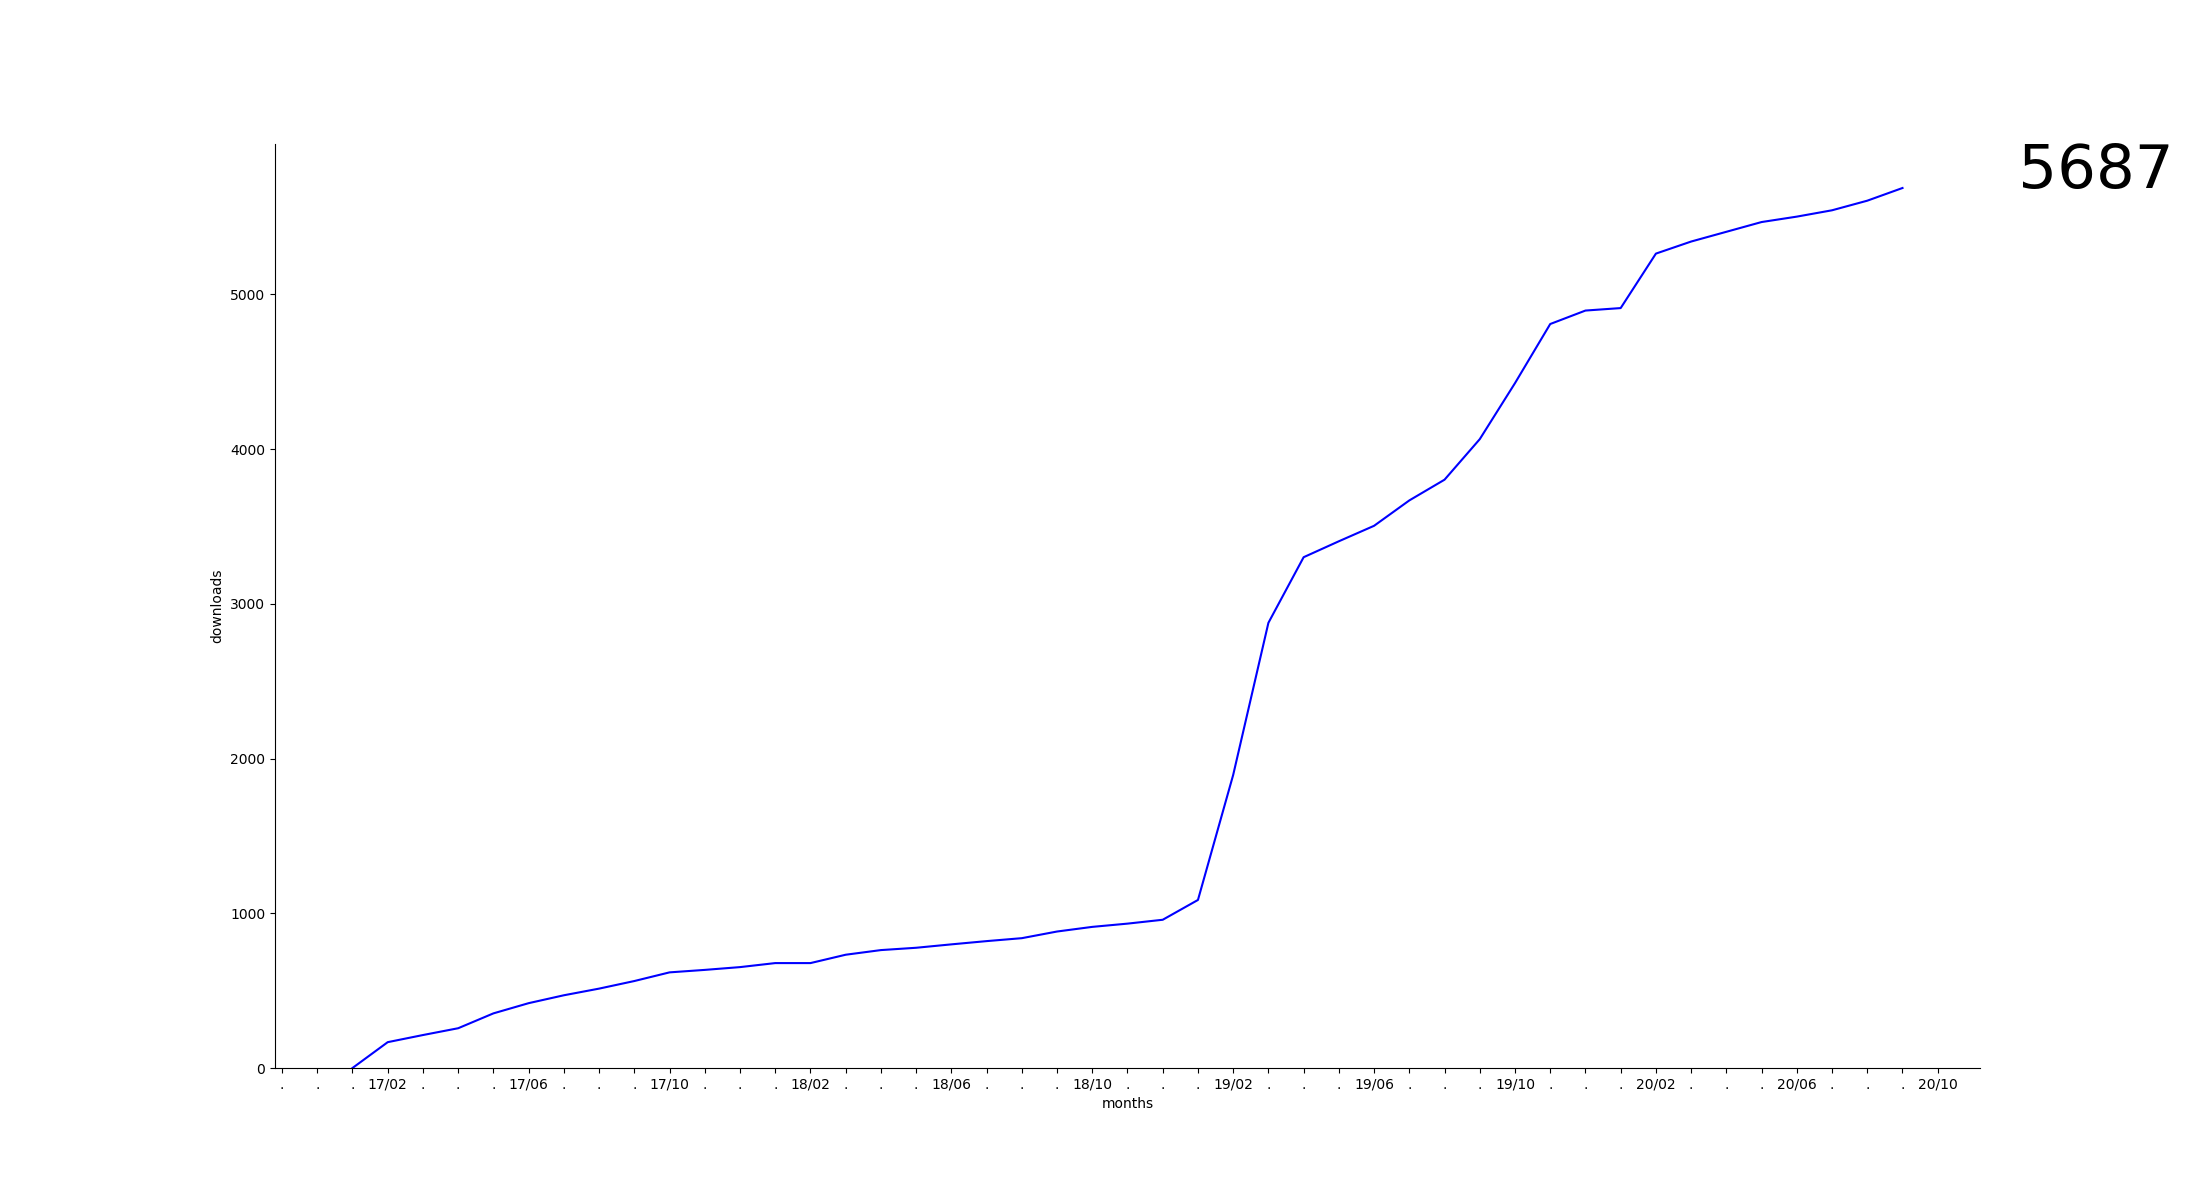 5687
5000
4000
3000
2000
1000
0
downloads
. . . 17/02 . . . 17/06 . . . 17/10 . . . 18/02 . . . 18/06 . . . 18/10 . . . 19/02 . . . 19/06 . . . 19/10 . . . 20/02 . . . 20/06 . . . 20/10
months